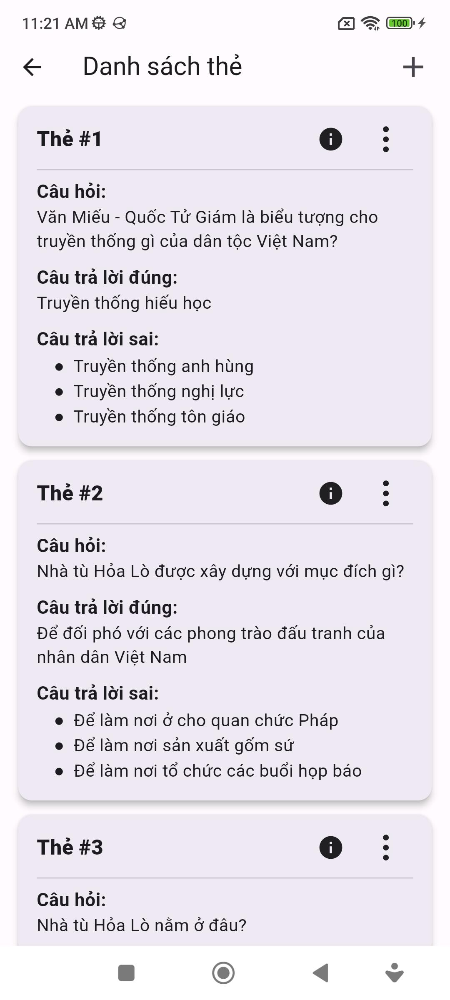 11:21 AM
100
Danh sách thẻ
Thẻ #1
Câu hỏi:
Văn Miếu - Quốc Tử Giám là biểu tượng cho
truyền thống gì của dân tộc Việt Nam?
Câu trả lời đúng:
Truyền thống hiếu học
Câu trả lời sai:
● Truyền thống anh hùng
● Truyền thống nghị lực
● Truyền thống tôn giáo
Thẻ #2
Câu hỏi:
Nhà tù Hỏa Lò được xây dựng với mục đích gì?
Câu trả lời đúng:
Để đối phó với các phong trào đấu tranh của
nhân dân Việt Nam
Câu trả lời sai:
● Để làm nơi ở cho quan chức Pháp
● Để làm nơi sản xuất gốm sứ
● Để làm nơi tổ chức các buổi họp báo
Thẻ #3
Câu hỏi:
Nhà tù Hỏa Lò nằm ở đâu?